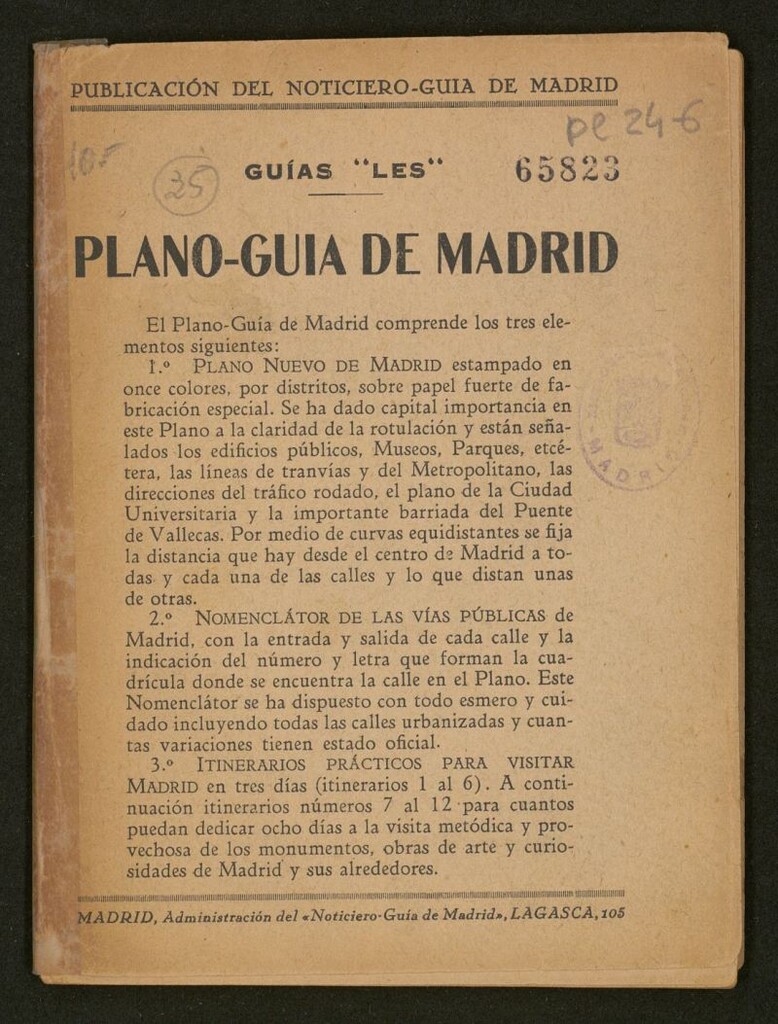 PUBLICACIÓN DEL NOTICIERO-GUIA DE MADRID
pe 24-6
10
25
GUÍAS "LES"
65823
PLANO-GUIA DE MADRID
El Plano-Guía de Madrid comprende los tres ele-
mentos siguientes:
1.º PLANO NUEVO DE MADRID estampado en
once colores, por distritos, sobre papel fuerte de fa-
bricación especial. Se ha dado capital importancia en
este Plano a la claridad de la rotulación y están seña-
lados los edificios públicos, Museos, Parques, etcé-
tera, las líneas de tranvías y del Metropolitano, las
direcciones del tráfico rodado, el plano de la Ciudad
Universitaria y la importante barriada del Puente
de Vallecas. Por medio de curvas equidistantes se fija
la distancia que hay desde el centro de Madrid a to-
das y cada una de las calles y lo que distan unas
de otras.
2.º NOMENCLÁTOR DE LAS VÍAS PÚBLICAS de
Madrid, con la entrada y salida de cada calle y la
indicación del número y letra que forman la cua-
drícula donde se encuentra la calle en el Plano. Este
Nomenclátor se ha dispuesto con todo esmero y cui-
dado incluyendo todas las calles urbanizadas y cuan-
tas variaciones tienen estado oficial.
3.º ITINERARIOS PRÁCTICOS PARA VISITAR
MADRID en tres días (itinerarios 1 al 6). A conti-
nuación itinerarios números 7 al 12 para cuantos
puedan dedicar ocho días a la visita metódica y pro-
vechosa de los monumentos, obras de arte y curio-
sidades de Madrid y sus alrededores.
MADRID
MADRID, Administración del «Noticiero-Guía de Madrid», LAGASCA, 105